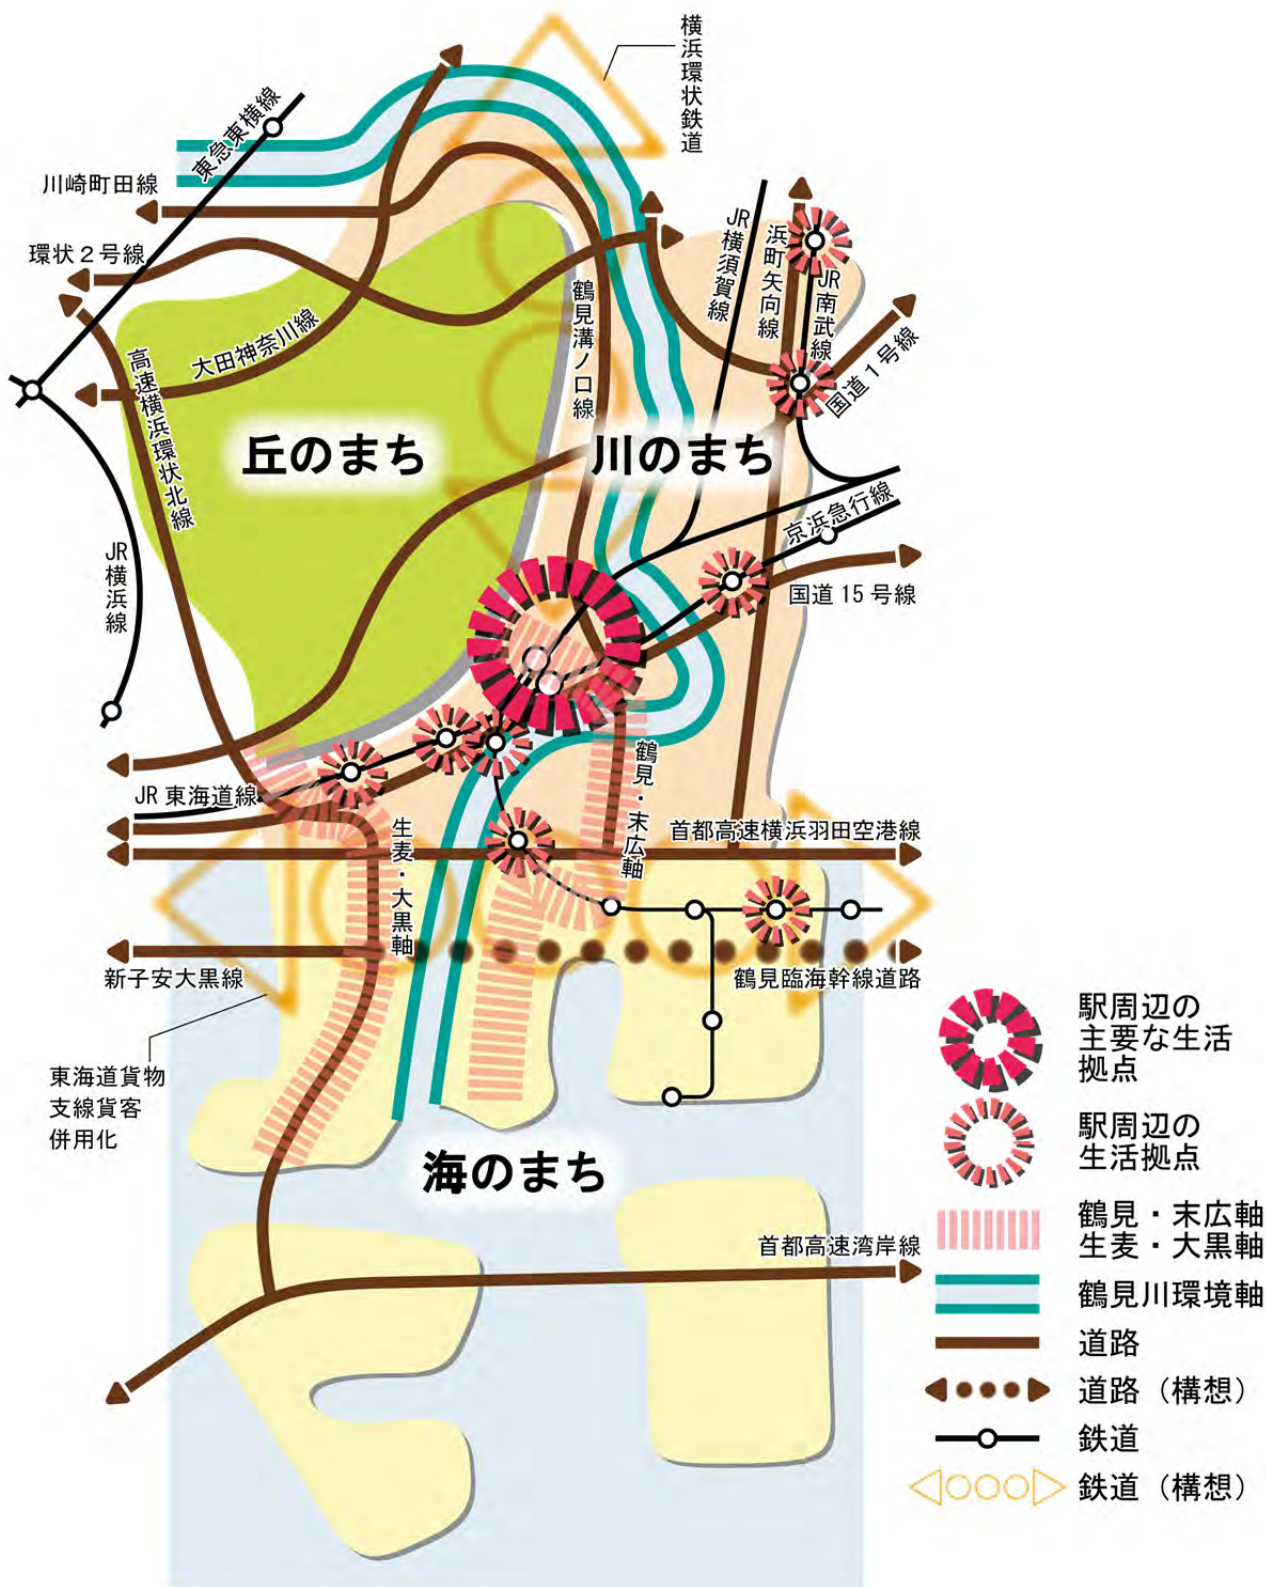 横浜環状鉄道
東急東横線
川崎町田線
環状２号線
JR横須賀線
浜町矢向線
JR南武線
国道１号線
鶴見溝ノ口線
大田神奈川線
高速横浜環状北線
丘のまち
川のまち
京浜急行線
国道15号線
JR横浜線
JR東海道線
鶴見・末広軸
生麦・大黒軸
首都高速横浜羽田空港線
新子安大黒線
鶴見臨海幹線道路
東海道貨物
支線貨客
併用化
海のまち
首都高速湾岸線
駅周辺の
主要な生活
拠点
駅周辺の
生活拠点
鶴見・末広軸
生麦・大黒軸
鶴見川環境軸
道路
道路（構想）
鉄道
鉄道（構想）